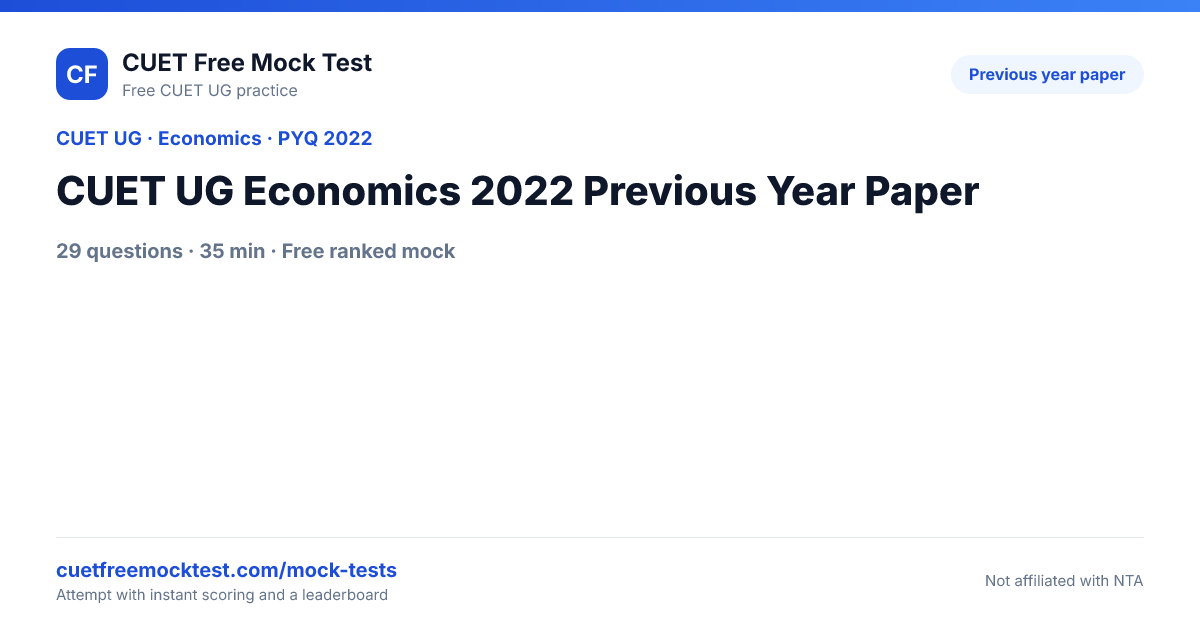 CF
CUET Free Mock Test
Free CUET UG practice
Previous year paper
CUET UG · Economics · PYQ 2022
CUET UG Economics 2022 Previous Year Paper
29 questions · 35 min · Free ranked mock
cuetfreemocktest.com/mock-tests
Attempt with instant scoring and a leaderboard
Not affiliated with NTA